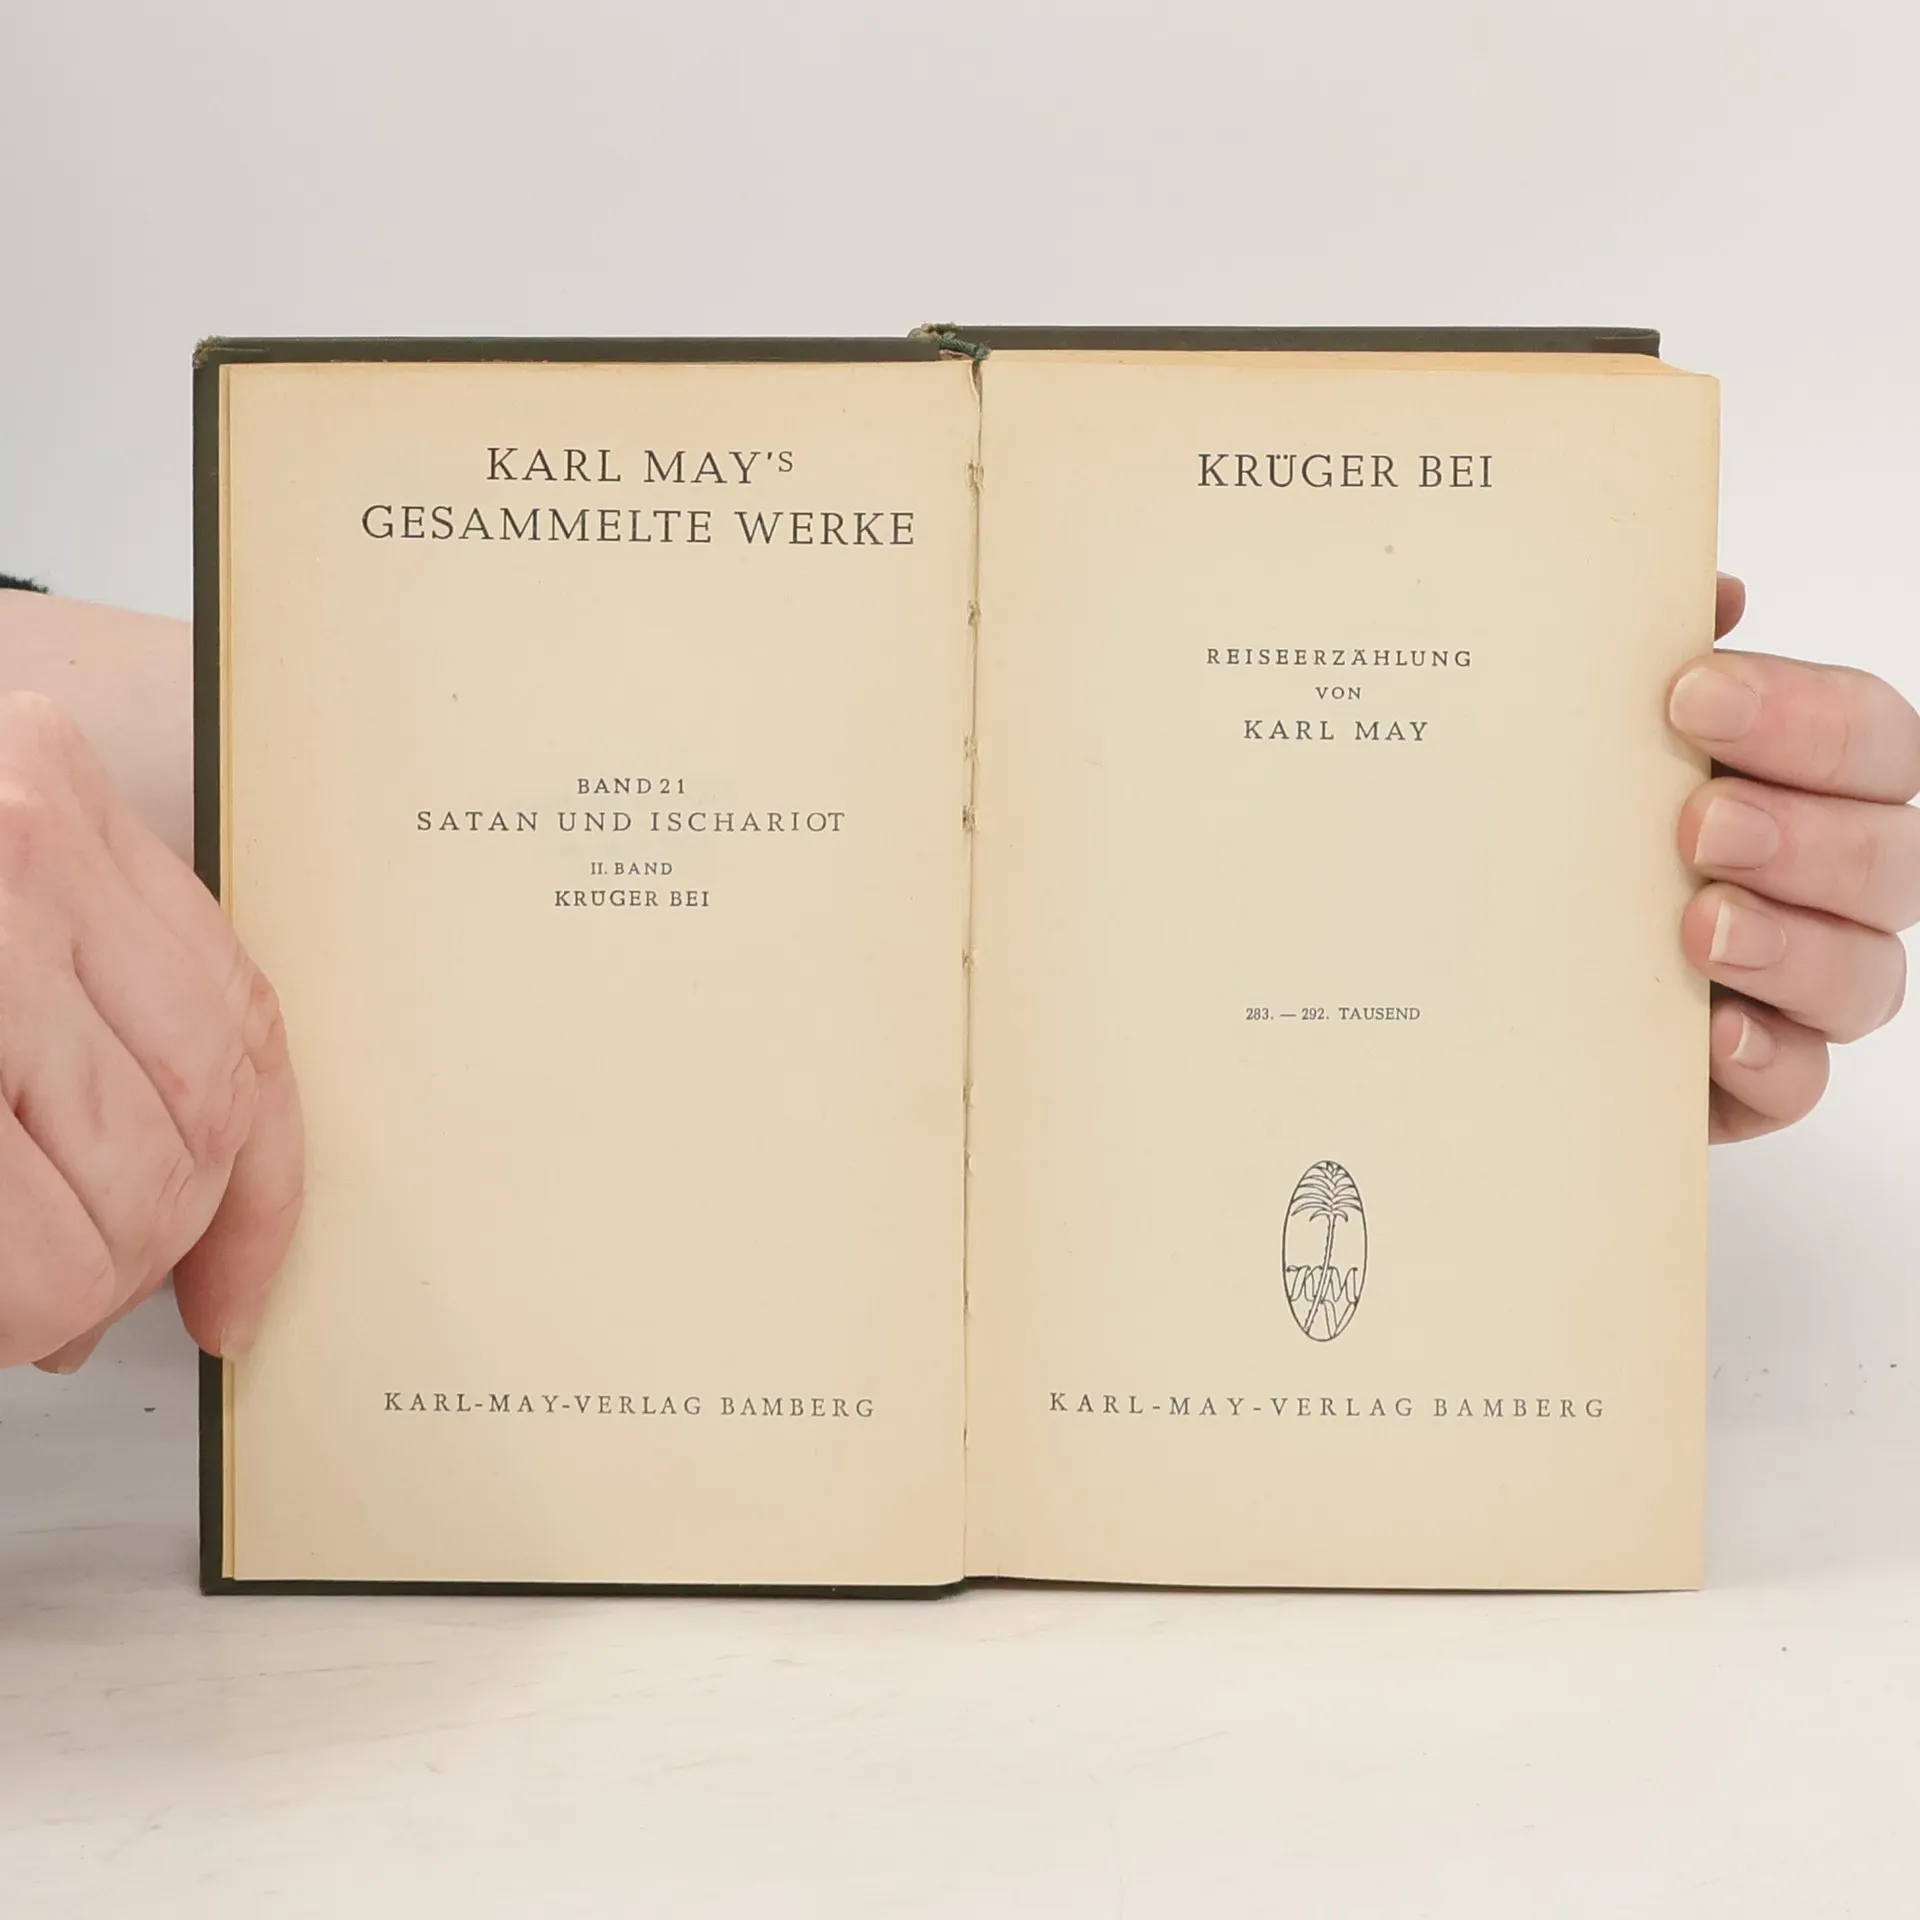 KARL MAY'S
GESAMMELTE WERKE
BAND 21
SATAN UND ISCHARIOT
II. BAND
KRÜGER BEI
KARL-MAY-VERLAG BAMBERG
KRÜGER BEI
REISEERZÄHLUNG
VON
KARL MAY
283. — 292. TAUSEND
KM
V
KARL-MAY-VERLAG BAMBERG